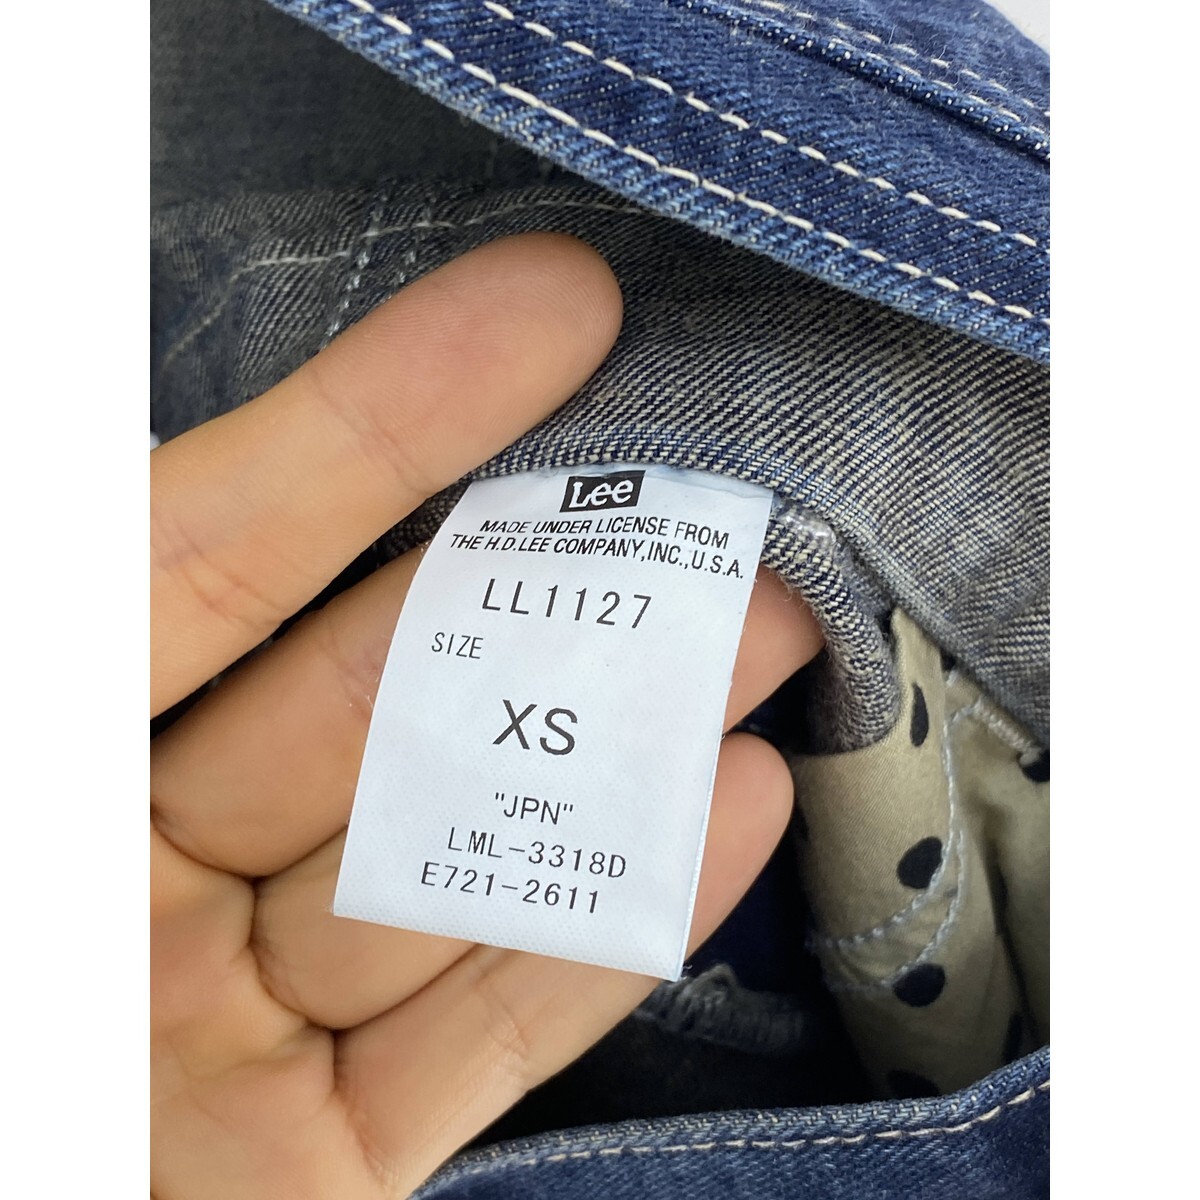 Lee
MADE UNDER LICENSE FROM
THE H.D.LEE COMPANY,INC.,U.S.A.
LL1127
SIZE
XS
"JPN"
LML-3318D
E721-2611